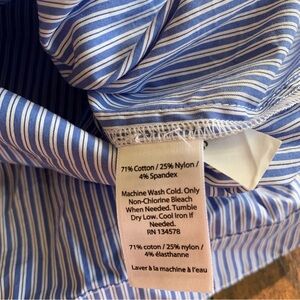 71% Cotton / 25% Nylon /
4% Spandex
Machine Wash Cold. Only
Non-Chlorine Bleach
When Needed. Tumble
Dry Low. Cool Iron If
Needed.
RN 134578
71% coton / 25% nylon /
4% élasthanne
Laver à la machine à l'eau